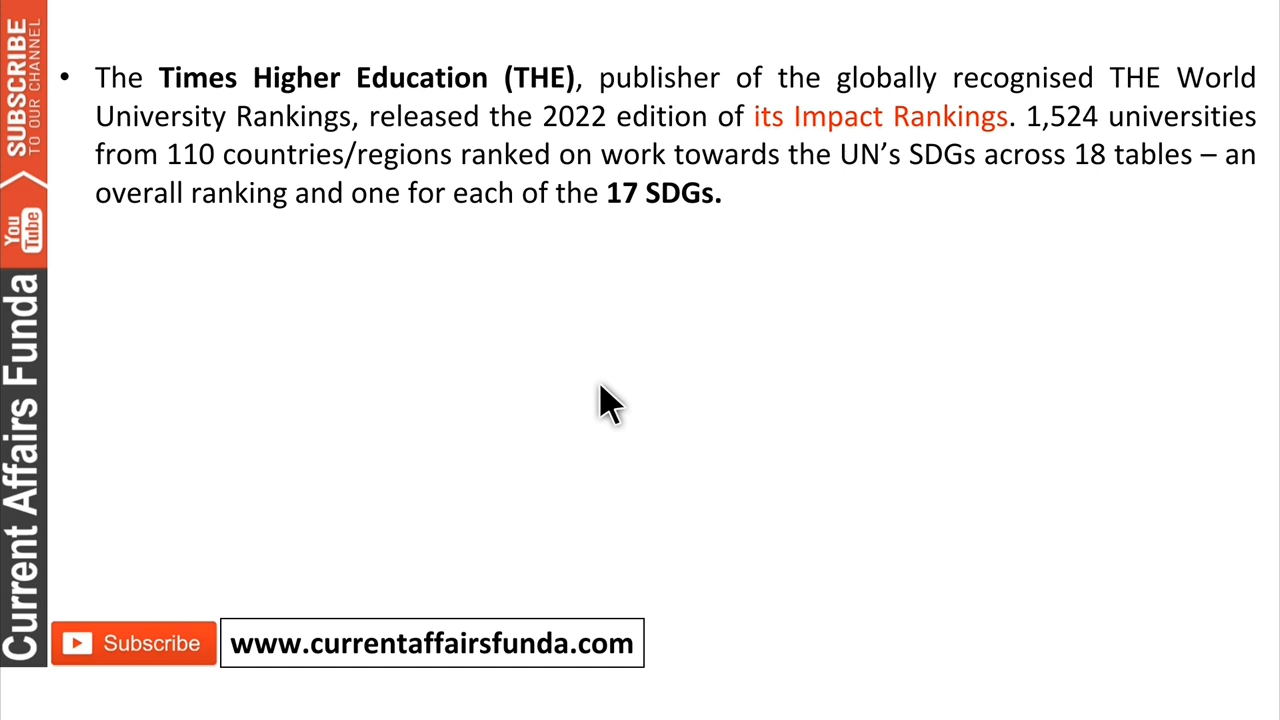 • The Times Higher Education (THE), publisher of the globally recognised THE World
University Rankings, released the 2022 edition of its Impact Rankings. 1,524 universities
from 110 countries/regions ranked on work towards the UN’s SDGs across 18 tables – an
overall ranking and one for each of the 17 SDGs.
SUBSCRIBE
TO OUR CHANNEL
You
Tube
Current Affairs Funda
Subscribe
www.currentaffairsfunda.com